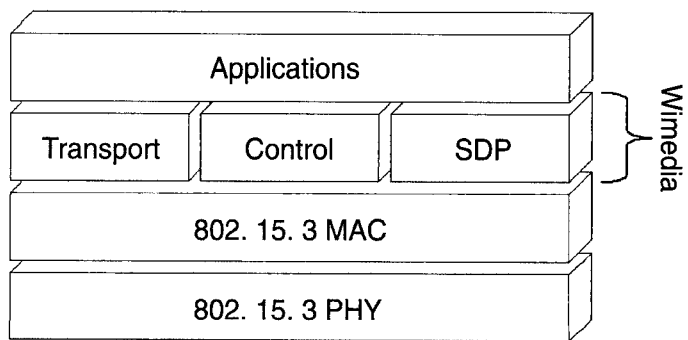 Applications
Transport
Control
SDP
Wimedia
802. 15. 3 MAC
802. 15. 3 PHY